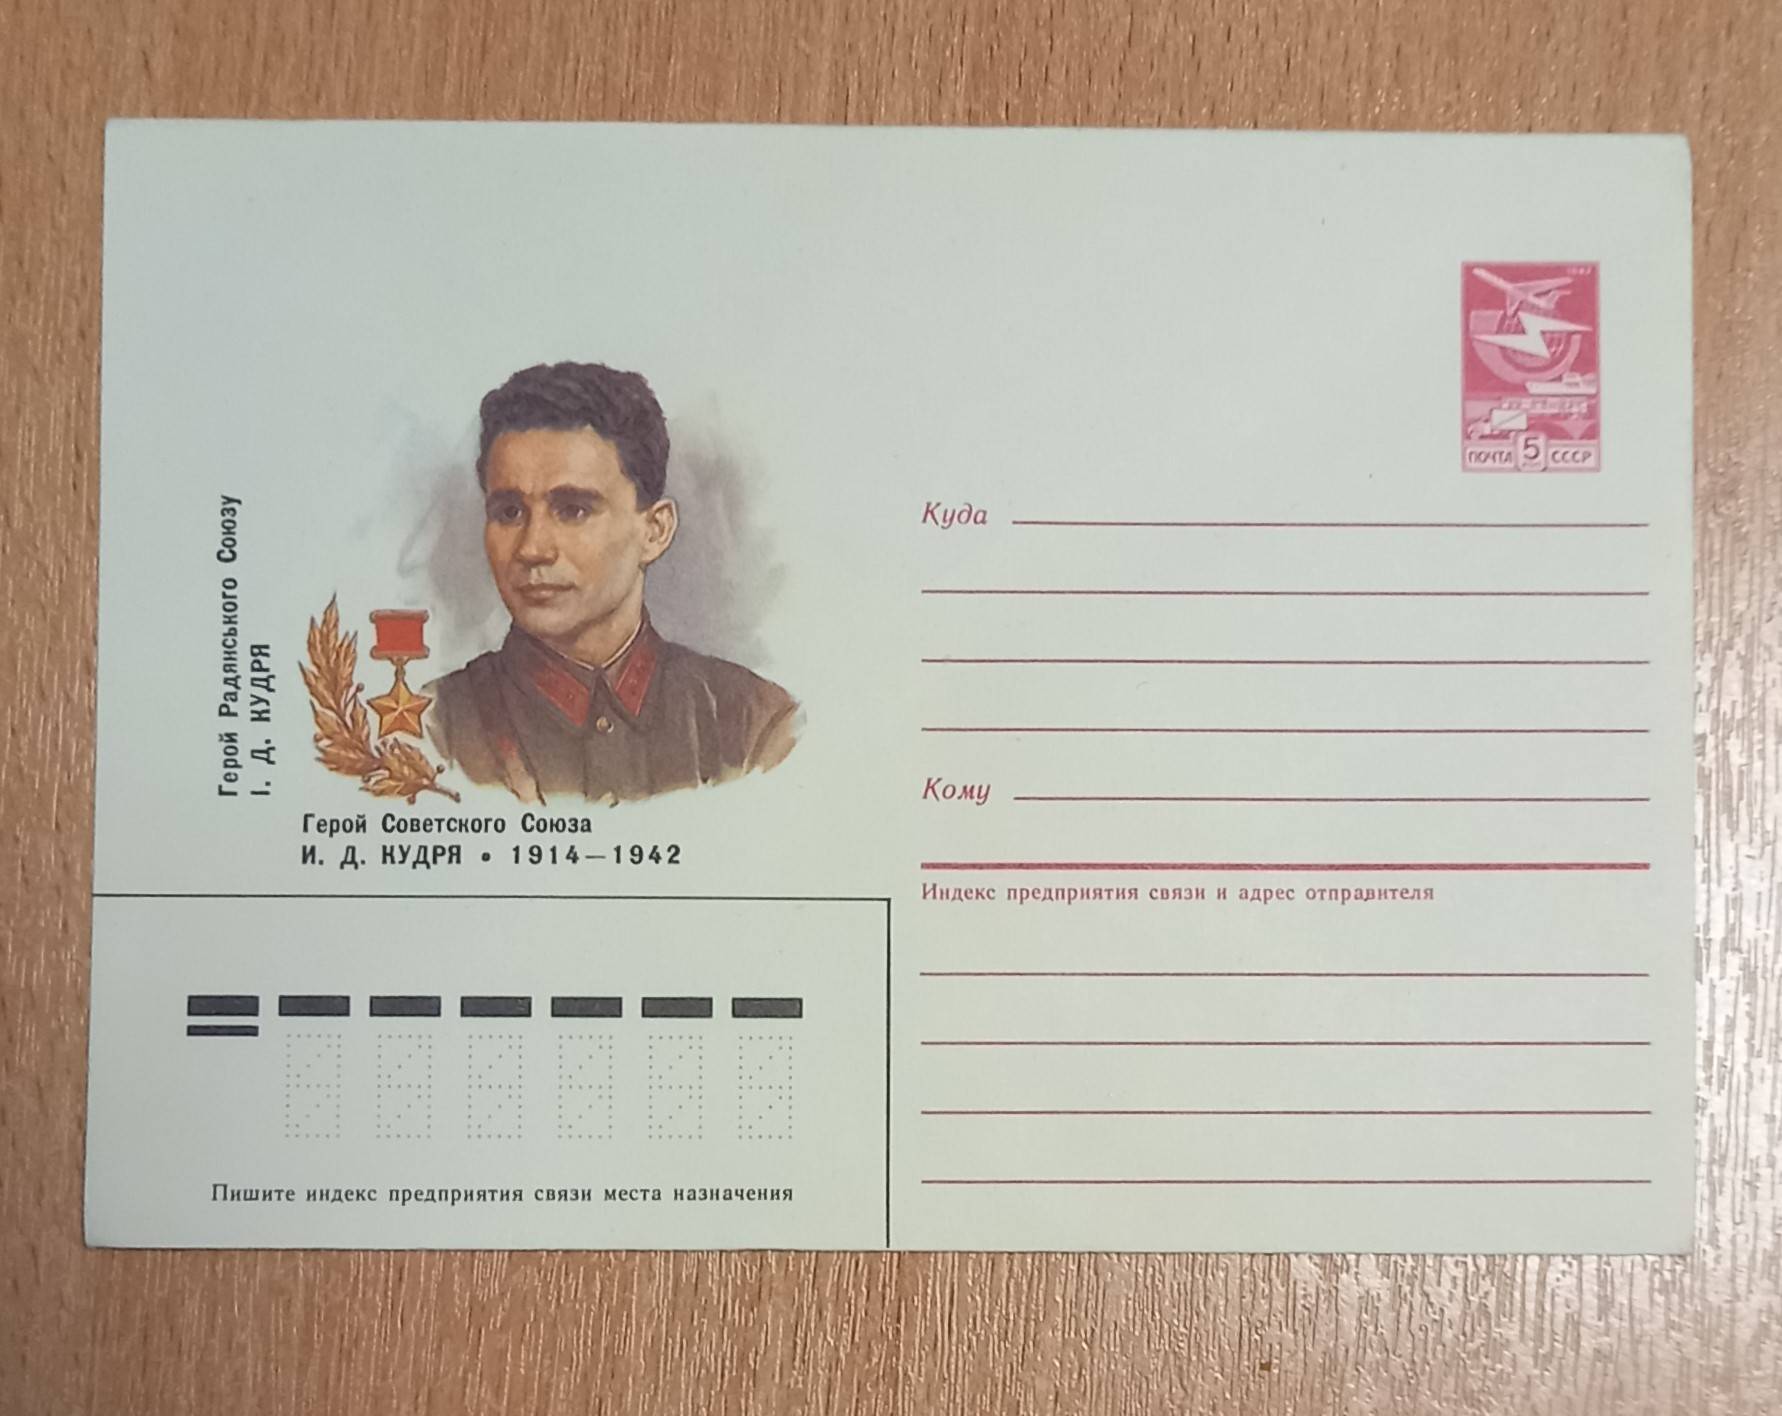 Герой Радянського Союзу
І. Д. КУДРЯ
Герой Советского Союза
И. Д. КУДРЯ • 1914—1942
ПОЧТА 5 СССР
Куда
Кому
Индекс предприятия связи и адрес отправителя
Пишите индекс предприятия связи места назначения